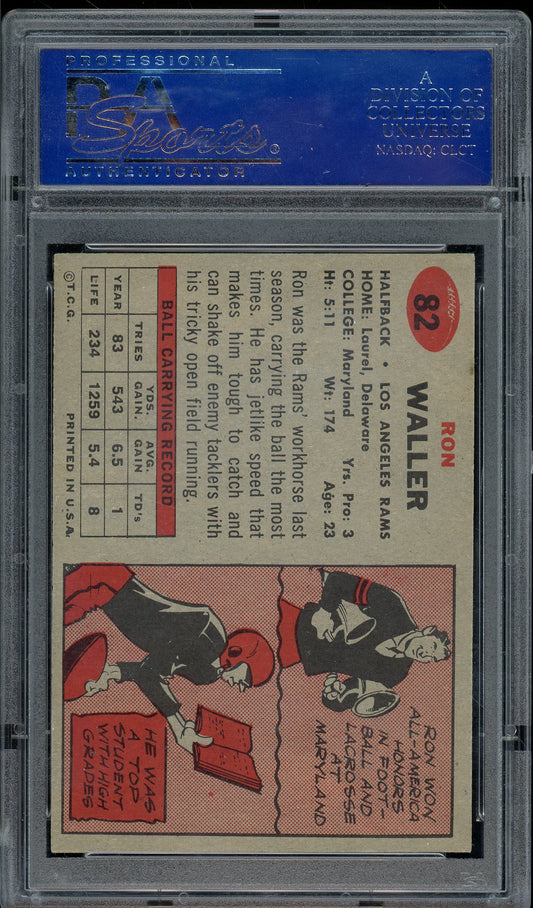 PROFESSIONAL
PSA
Sports®
AUTHENTICATOR
A
DIVISION OF
COLLECTORS
UNIVERSE
NASDAQ: CLCT
82
RON
WALLER
HALFBACK • LOS ANGELES RAMS
HOME: Laurel, Delaware
COLLEGE: Maryland Yrs. Pro: 3
Ht: 5:11 Wt: 174 Age: 23
Ron was the Rams' workhorse last
season, carrying the ball the most
times. He has jetlike speed that
makes him tough to catch and
can shake off enemy tacklers with
his tricky open field running.
BALL CARRYING RECORD
TRIES YDS. GAIN. AVG. GAIN TD's
YEAR 83 543 6.5 1
LIFE 234 1259 5.4 8
©T.C.G. PRINTED IN U.S.A.
RON WON
ALL-AMERICA
HONORS
IN FOOT-
BALL AND
LACROSSE
AT
MARYLAND
HE WAS
A TOP
STUDENT
WITH HIGH
GRADES